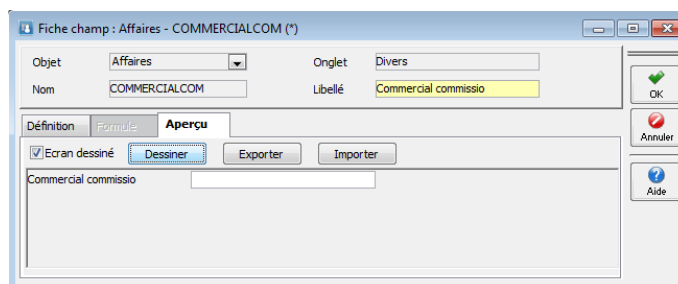 Fiche champ : Affaires - COMMERCIALCOM (*)
Objet Affaires Onglet Divers
Nom COMMERCIALCOM Libellé Commercial commissio
OK
Définition Formule Aperçu
Annuler
Ecran dessiné Dessiner Exporter Importer
Commercial commissio
Aide